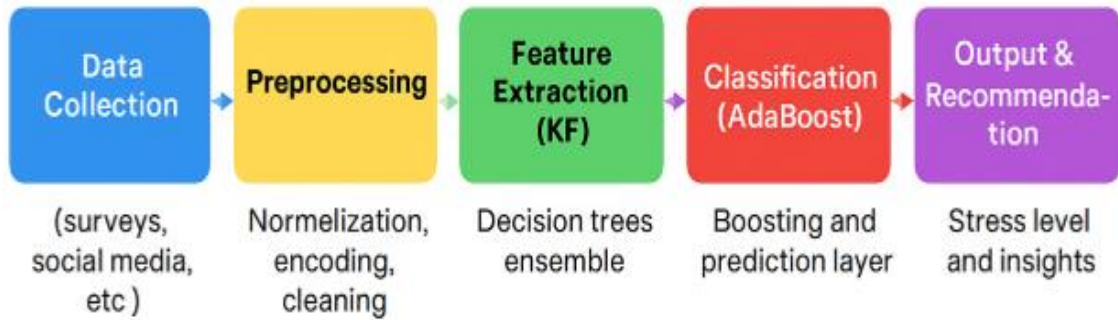 Data
Collection
Preprocessing
Feature
Extraction
(KF)
Classification
(AdaBoost)
Output &
Recommenda-
tion
(surveys,
social media,
etc )
Normelization,
encoding,
cleaning
Decision trees
ensemble
Boosting and
prediction layer
Stress level
and insights